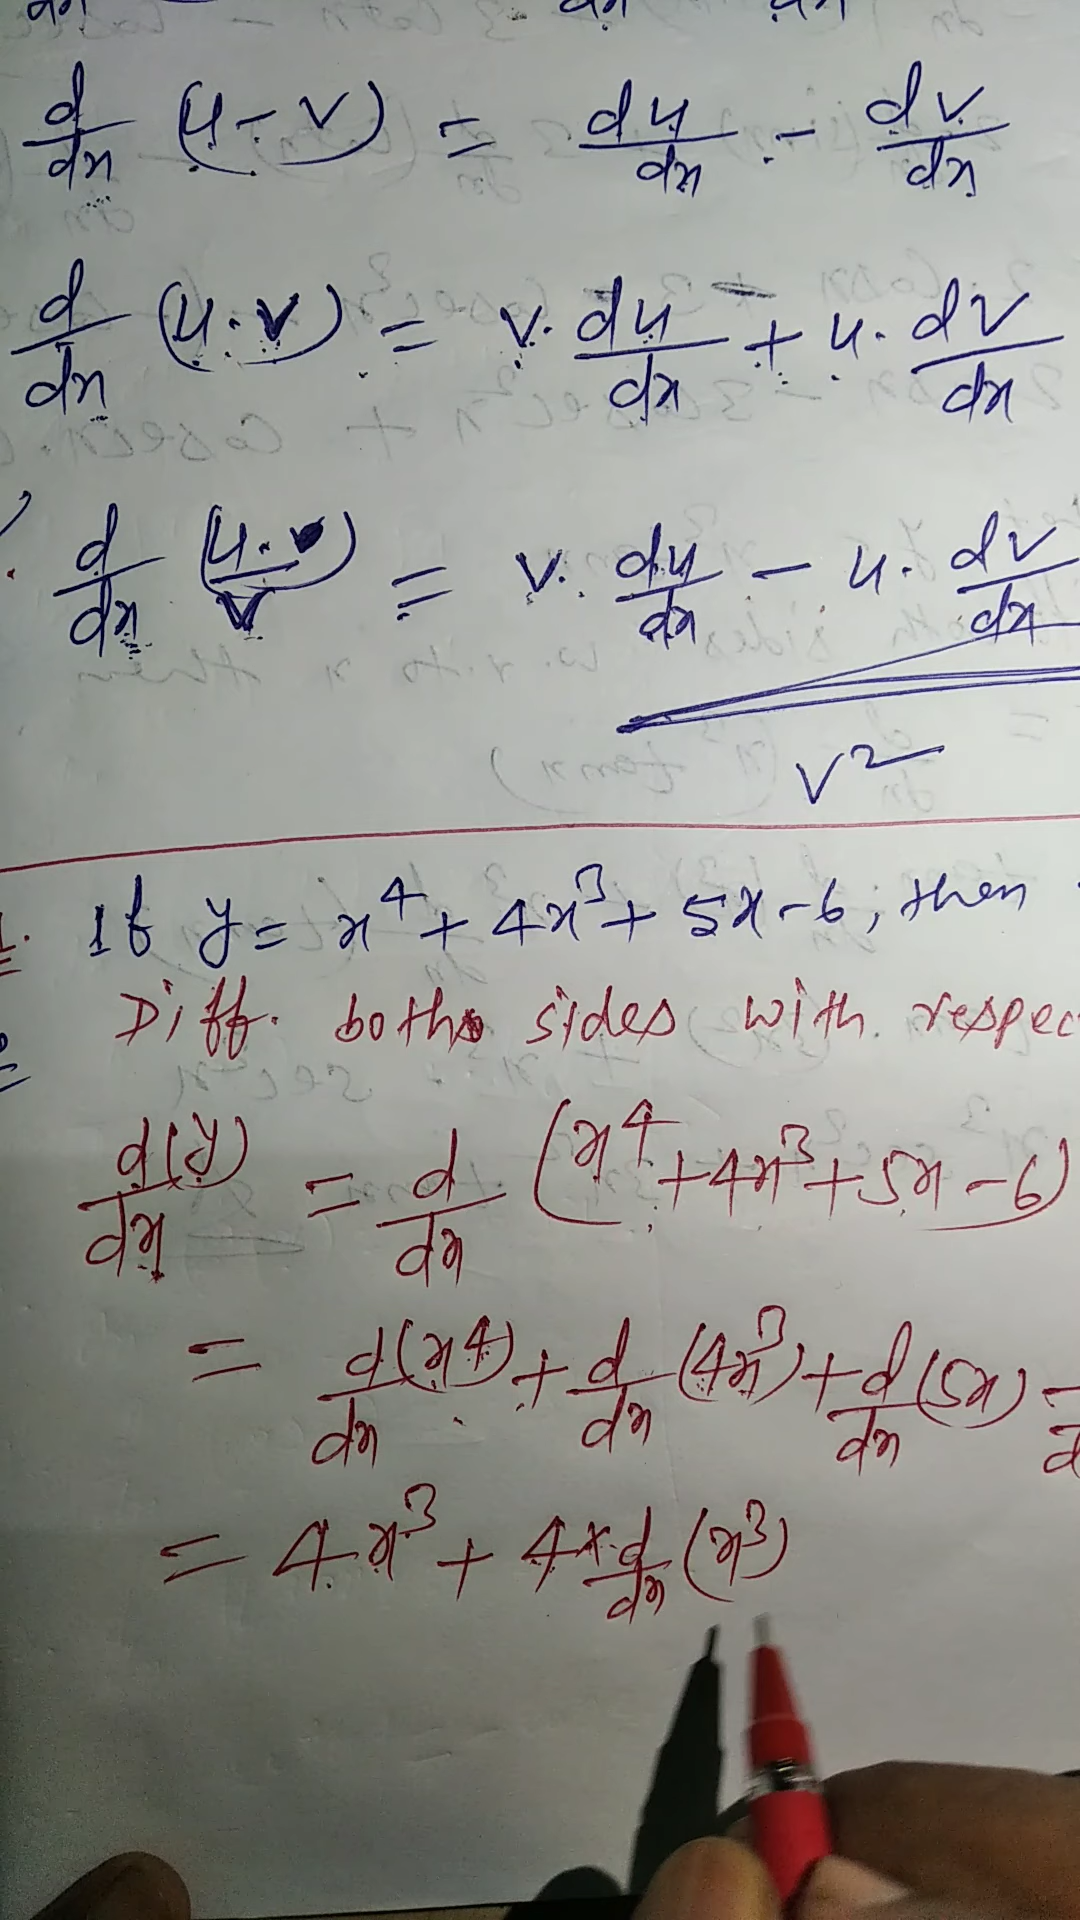 d/dx (u - v) = du/dx - dv/dx
d/dx (u . v) = v. du/dx + u. dv/dx
d/dx (u/v) = v. du/dx - u. dv/dx
v²
1. If y = x⁴ + 4x³ + 5x - 6, then
Diff. both sides with respec
d(y)/dx = d/dx (x⁴ + 4x³ + 5x - 6)
= d(x⁴)/dx + d/dx (4x³) + d/dx (5x) -
= 4x³ + 4 × d/dx (x³)